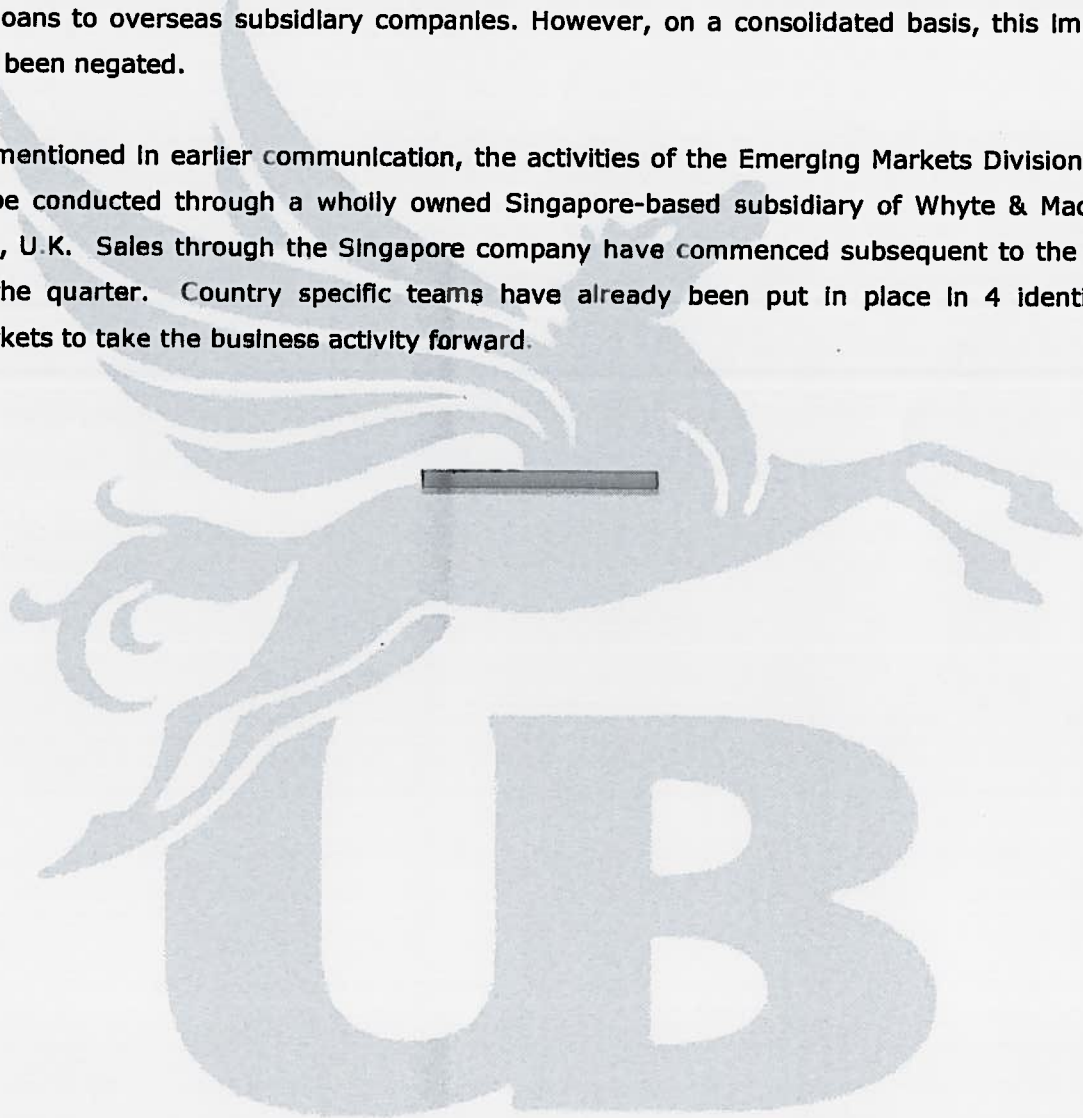 oans to overseas subsidiary companies. However, on a consolidated basis, this im
been negated.
mentioned in earlier communication, the activities of the Emerging Markets Division
be conducted through a wholly owned Singapore-based subsidiary of Whyte & Mac
, U.K. Sales through the Singapore company have commenced subsequent to the
he quarter. Country specific teams have already been put in place in 4 identi
kets to take the business activity forward.
UB